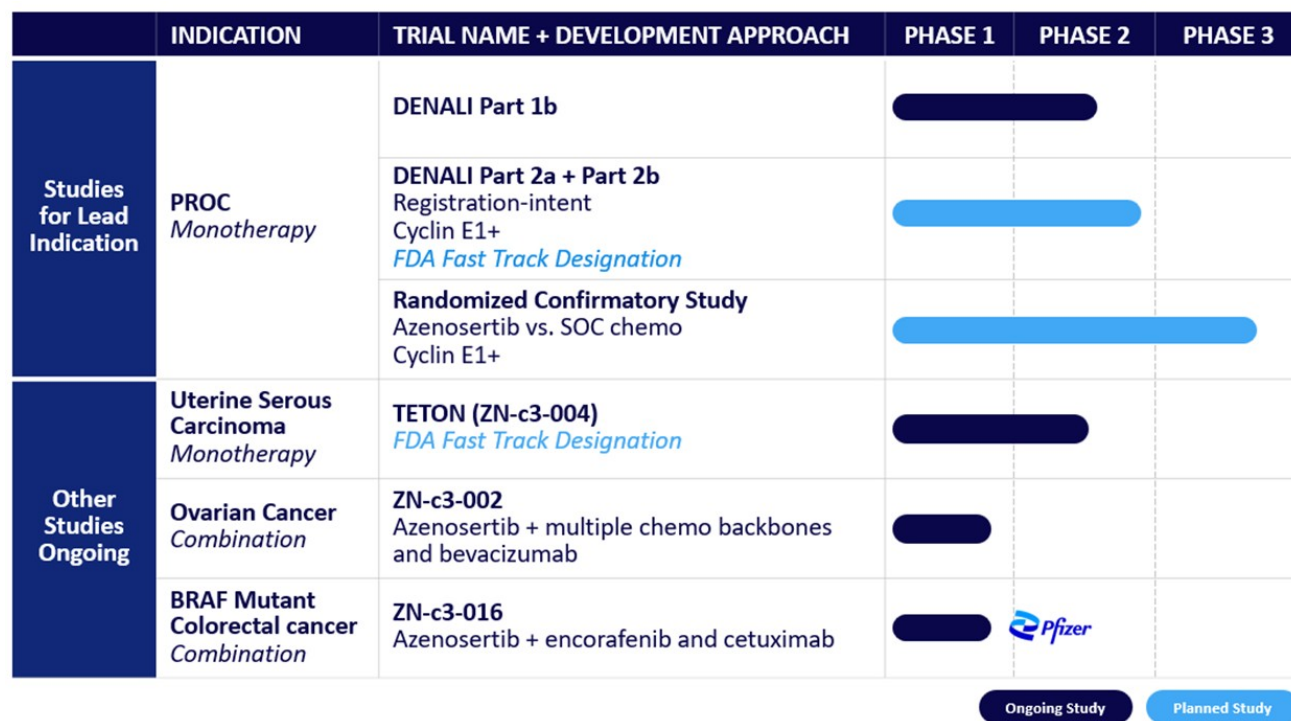 INDICATION
TRIAL NAME + DEVELOPMENT APPROACH
PHASE 1
PHASE 2
PHASE 3
Studies
for Lead
Indication
PROC
Monotherapy
DENALI Part 1b
DENALI Part 2a + Part 2b
Registration-intent
Cyclin E1+
FDA Fast Track Designation
Randomized Confirmatory Study
Azenosertib vs. SOC chemo
Cyclin E1+
Other
Studies
Ongoing
Uterine Serous
Carcinoma
Monotherapy
TETON (ZN-c3-004)
FDA Fast Track Designation
Ovarian Cancer
Combination
ZN-c3-002
Azenosertib + multiple chemo backbones
and bevacizumab
BRAF Mutant
Colorectal cancer
Combination
ZN-c3-016
Azenosertib + encorafenib and cetuximab
Pfizer
Ongoing Study
Planned Study